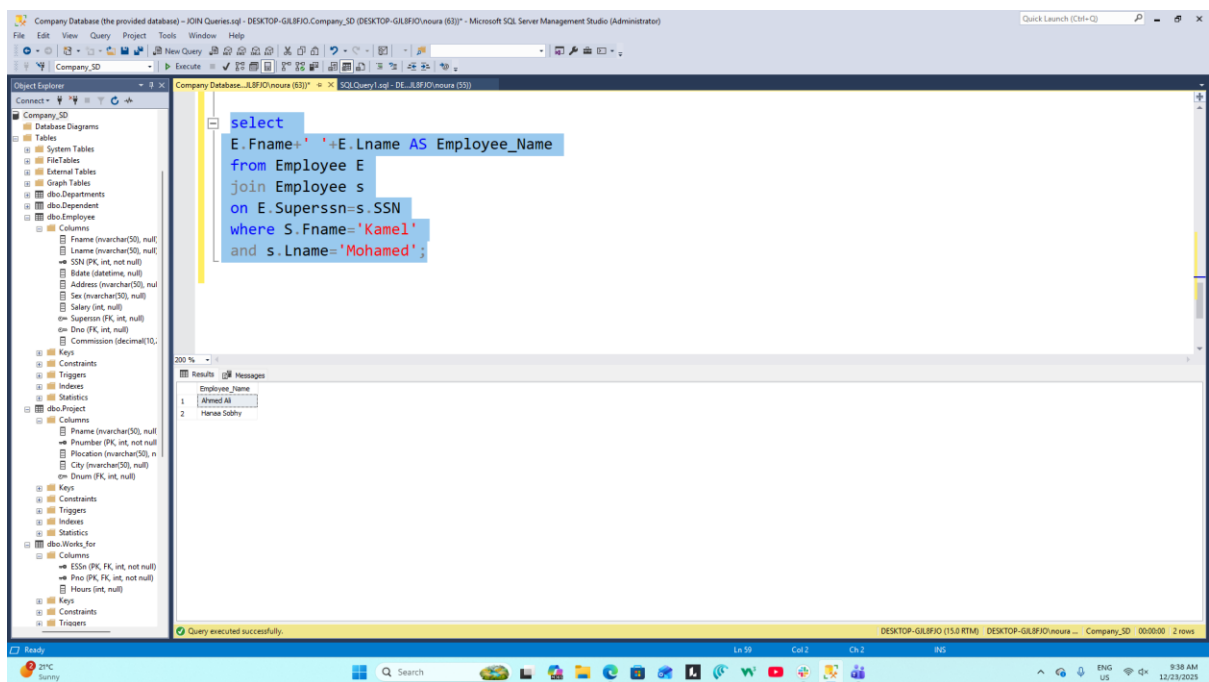 Company Database (the provided database) – JOIN Queries.sql - DESKTOP-GJL8FJO.Company_SD (DESKTOP-GJL8FJO\noura (63))* - Microsoft SQL Server Management Studio (Administrator)
Quick Launch (Ctrl+Q)
File Edit View Query Project Tools Window Help
New Query
Company_SD
Execute
Object Explorer
Company Database...JL8FJO\noura (63))*
SQLQuery1.sql - DE...JL8FJO\noura (55))
Connect
Company_SD
Database Diagrams
Tables
System Tables
FileTables
External Tables
Graph Tables
dbo.Departments
dbo.Dependent
dbo.Employee
Columns
Fname (nvarchar(50), null)
Lname (nvarchar(50), null)
SSN (PK, int, not null)
Bdate (datetime, null)
Address (nvarchar(50), nul
Sex (nvarchar(50), null)
Salary (int, null)
Superssn (FK, int, null)
Dno (FK, int, null)
Commission (decimal(10,
Keys
Constraints
Triggers
Indexes
Statistics
dbo.Project
Columns
Pname (nvarchar(50), null
Pnumber (PK, int, not null
Plocation (nvarchar(50), n
City (nvarchar(50), null)
Dnum (FK, int, null)
Keys
Constraints
Triggers
Indexes
Statistics
dbo.Works_for
Columns
ESSn (PK, FK, int, not null)
Pno (PK, FK, int, not null)
Hours (int, null)
Keys
Constraints
Triggers
select
E.Fname+' '+E.Lname AS Employee_Name
from Employee E
join Employee s
on E.Superssn=s.SSN
where S.Fname='Kamel'
and s.Lname='Mohamed';
200 %
Results Messages
Employee_Name
1 Ahmed Ali
2 Hanaa Sobhy
Query executed successfully.
DESKTOP-GJL8FJO (15.0 RTM) DESKTOP-GJL8FJO\noura ... Company_SD 00:00:00 2 rows
Ready
Ln 59 Col 2 Ch 2 INS
2
21°C
Sunny
Search
ENG
US
9:38 AM
12/23/2025